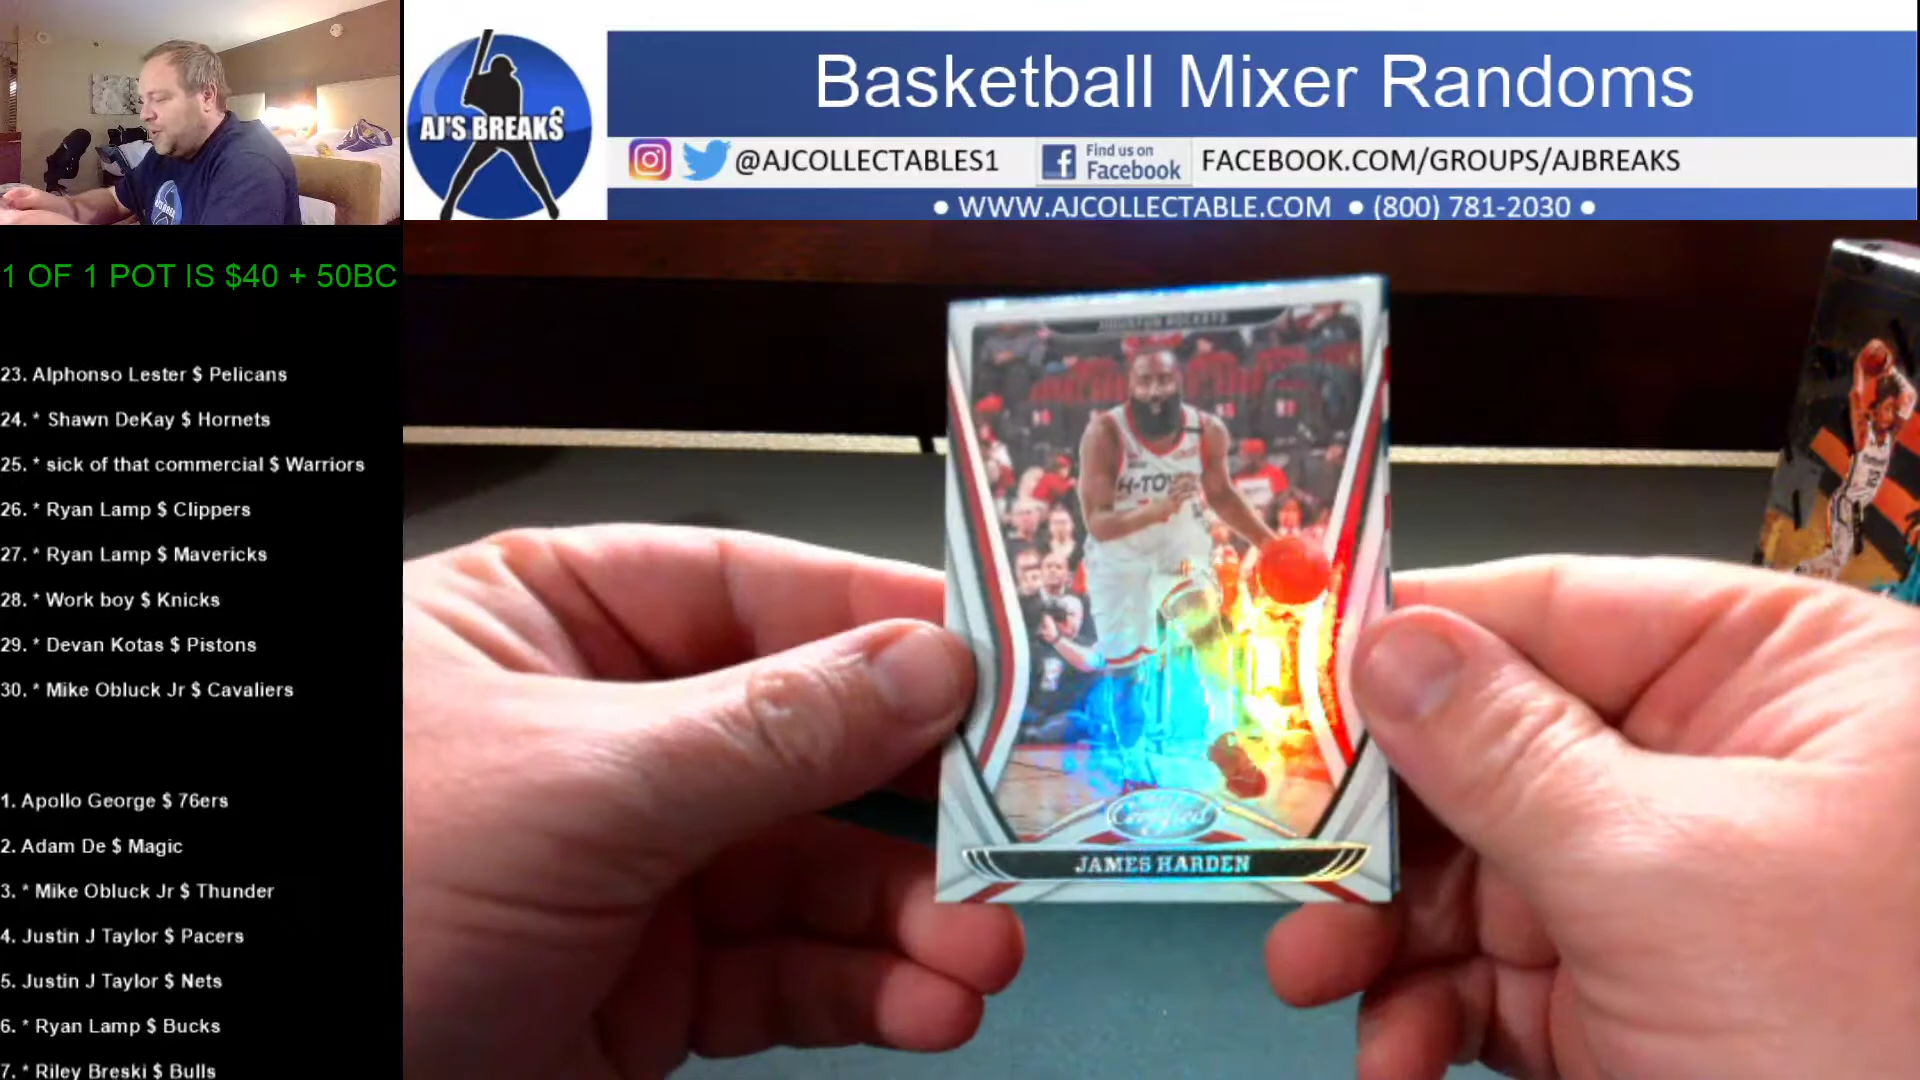 Basketball Mixer Randoms
AJ'S BREAKS
@AJCOLLECTABLES1
Find us on
Facebook
FACEBOOK.COM/GROUPS/AJBREAKS
• WWW.AJCOLLECTABLE.COM • (800) 781-2030 •
1 OF 1 POT IS $40 + 50BC
23. Alphonso Lester $ Pelicans
24. * Shawn DeKay $ Hornets
25. * sick of that commercial $ Warriors
26. * Ryan Lamp $ Clippers
27. * Ryan Lamp $ Mavericks
28. * Work boy $ Knicks
29. * Devan Kotas $ Pistons
30. * Mike Obluck Jr $ Cavaliers
1. Apollo George $ 76ers
2. Adam De $ Magic
3. * Mike Obluck Jr $ Thunder
4. Justin J Taylor $ Pacers
5. Justin J Taylor $ Nets
6. * Ryan Lamp $ Bucks
7. * Riley Breski $ Bulls
HOUSTON ROCKETS
H-TOW
Certified
JAMES HARDEN